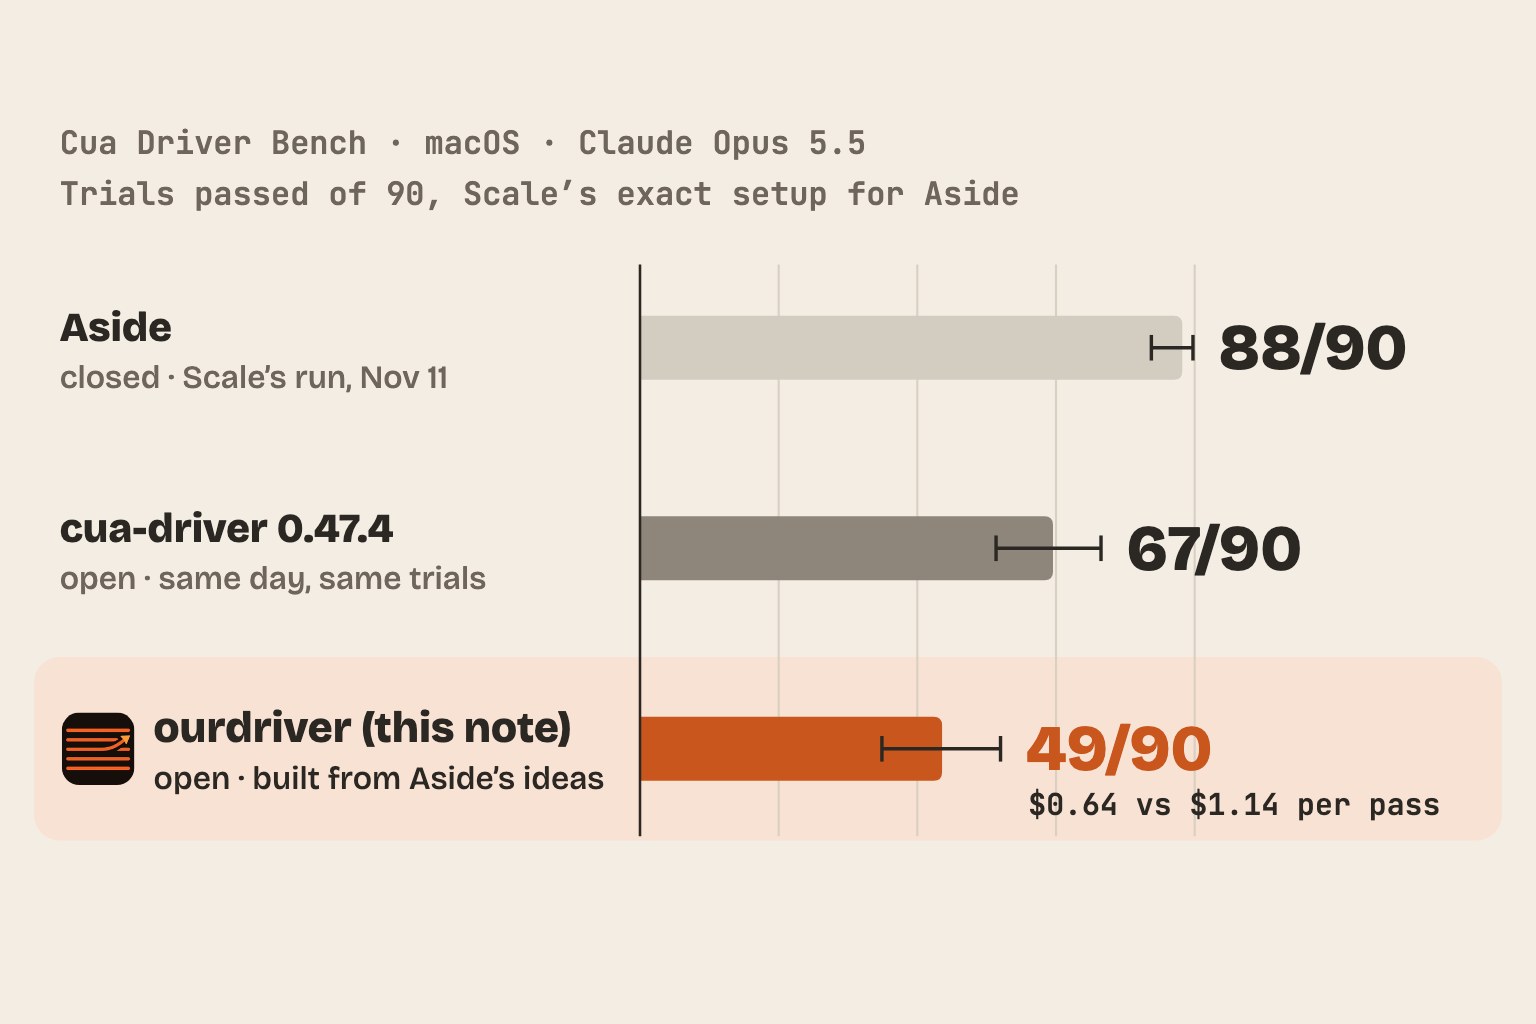 Cua Driver Bench · macOS · Claude Opus 5.5
Trials passed of 90, Scale’s exact setup for Aside
Aside
closed · Scale’s run, Nov 11
88/90
cua-driver 0.47.4
open · same day, same trials
67/90
ourdriver (this note)
open · built from Aside’s ideas
49/90
$0.64 vs $1.14 per pass